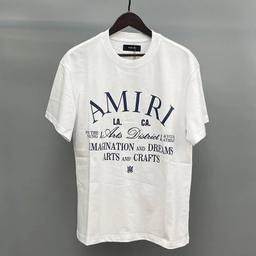 AMIRI
LA. CA.
Arts District
IMAGINATION AND DREAMS
ARTS AND CRAFTS